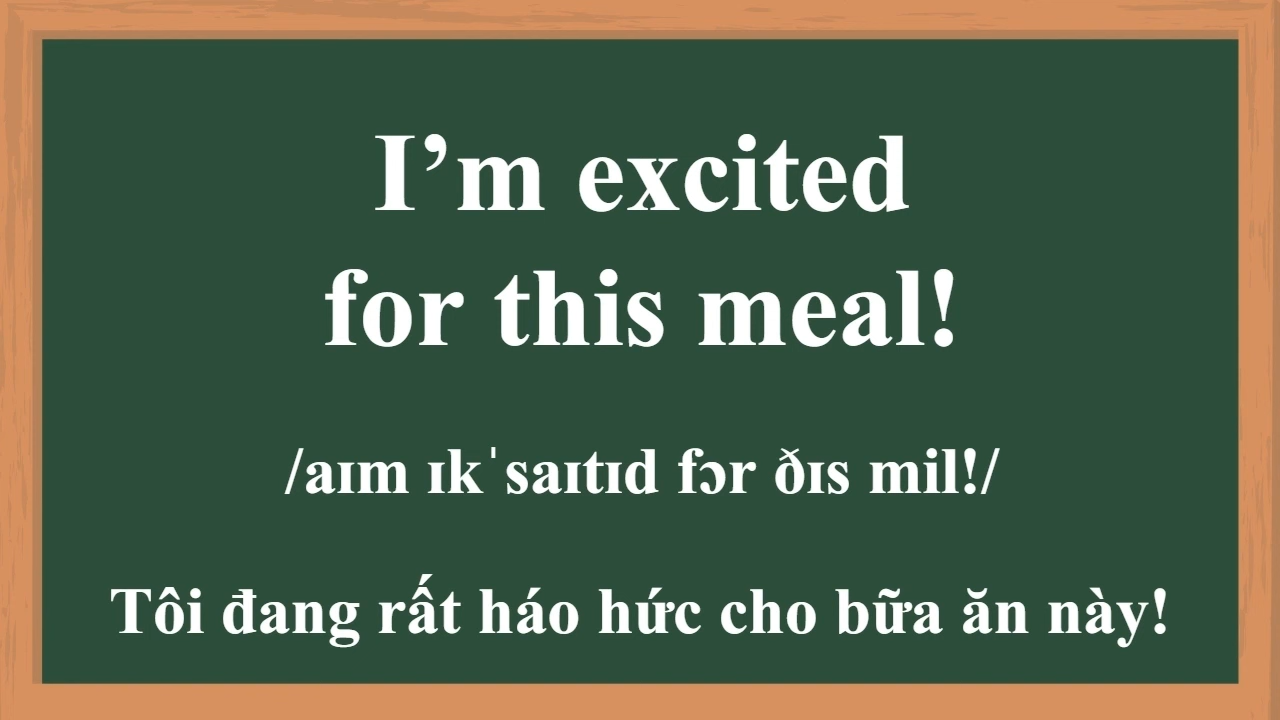 I’m excited
for this meal!
/aɪm ɪkˈsaɪtɪd fɔr ðɪs mil!/
Tôi đang rất háo hức cho bữa ăn này!